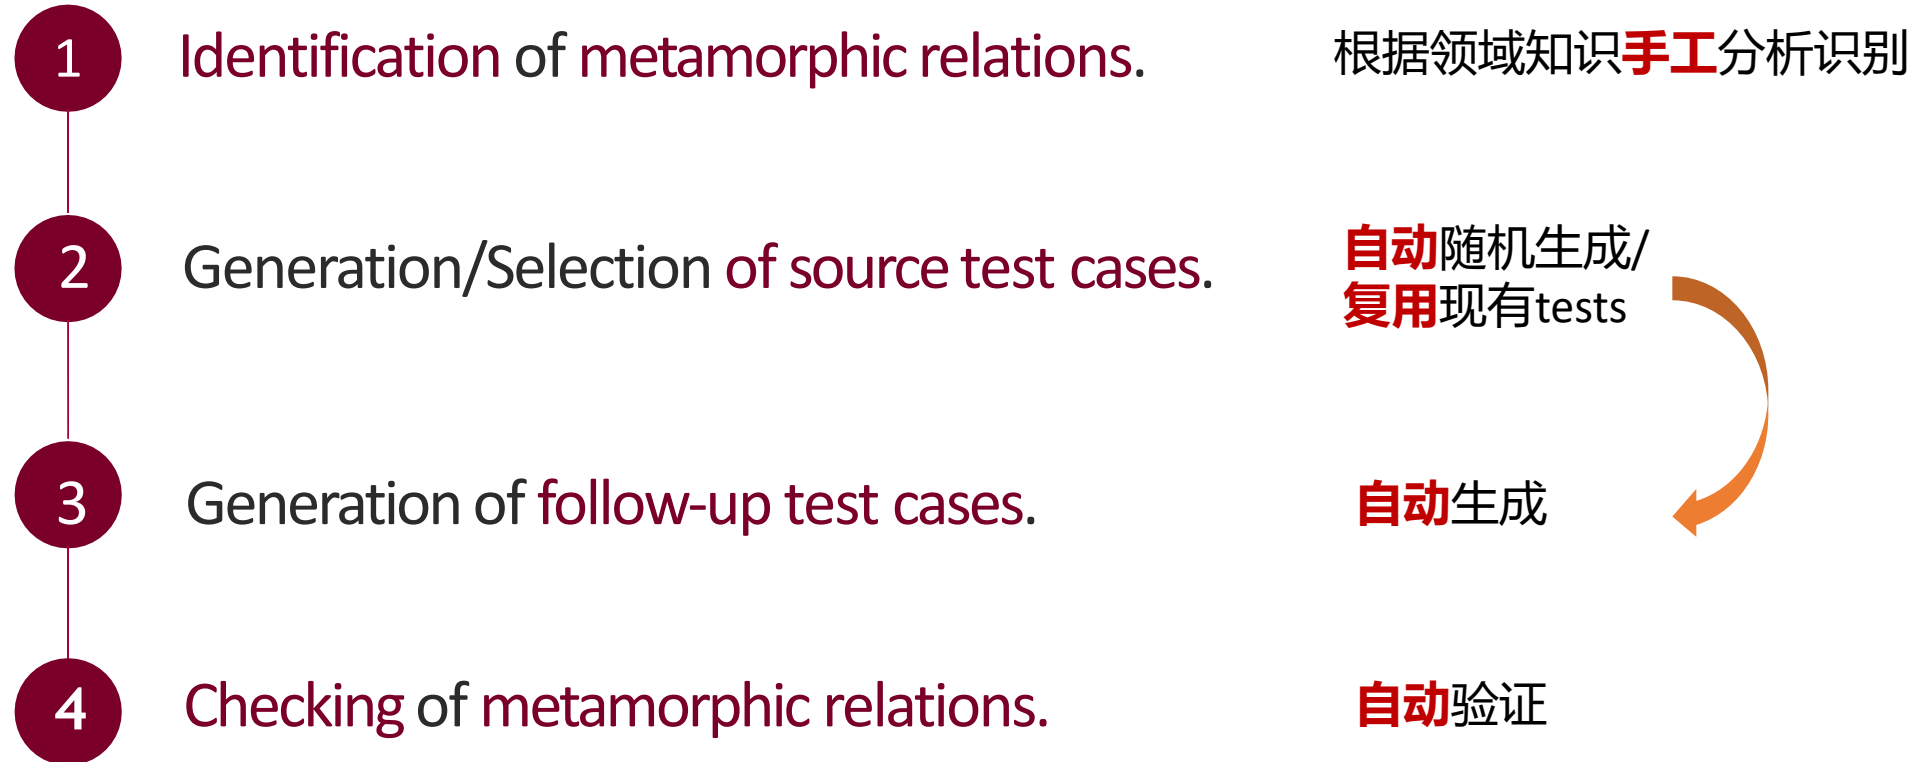 1
Identification of metamorphic relations.
根据领域知识手工分析识别
2
Generation/Selection of source test cases.
自动随机生成/
复用现有tests
3
Generation of follow-up test cases.
自动生成
4
Checking of metamorphic relations.
自动验证